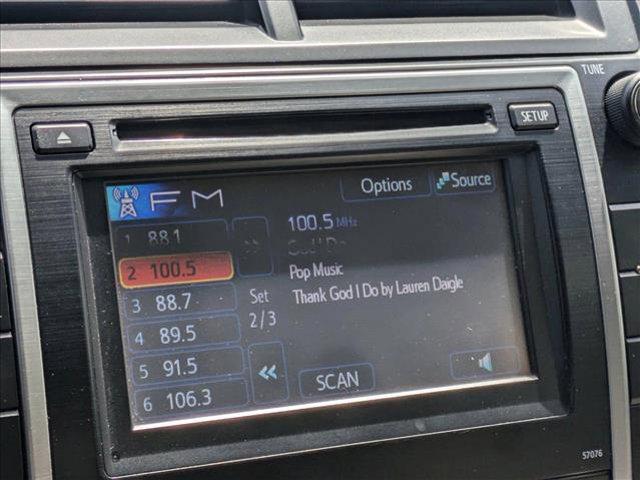 TUNE
SETUP
FM
Options
Source
100.5 MHz
1 88.1
2 100.5
Pop Music
3 88.7
Set
Thank God I Do by Lauren Daigle
4 89.5
2/3
5 91.5
SCAN
6 106.3
57076